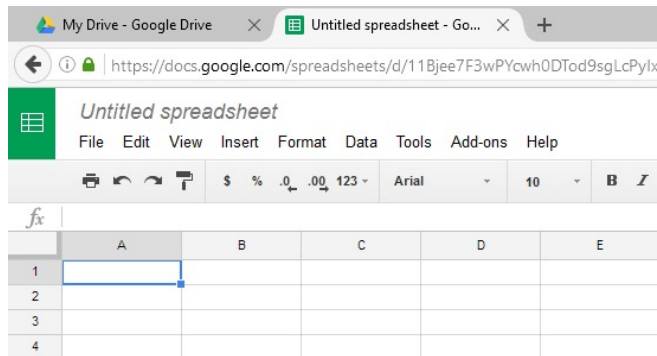 My Drive - Google Drive Untitled spreadsheet - Go...
https://docs.google.com/spreadsheets/d/11Bjee7F3wPYcwh0DTod9sgLcPyIx
Untitled spreadsheet
File Edit View Insert Format Data Tools Add-ons Help
$ % .0 .00 123 Arial 10 B I
fx
A B C D E
1
2
3
4